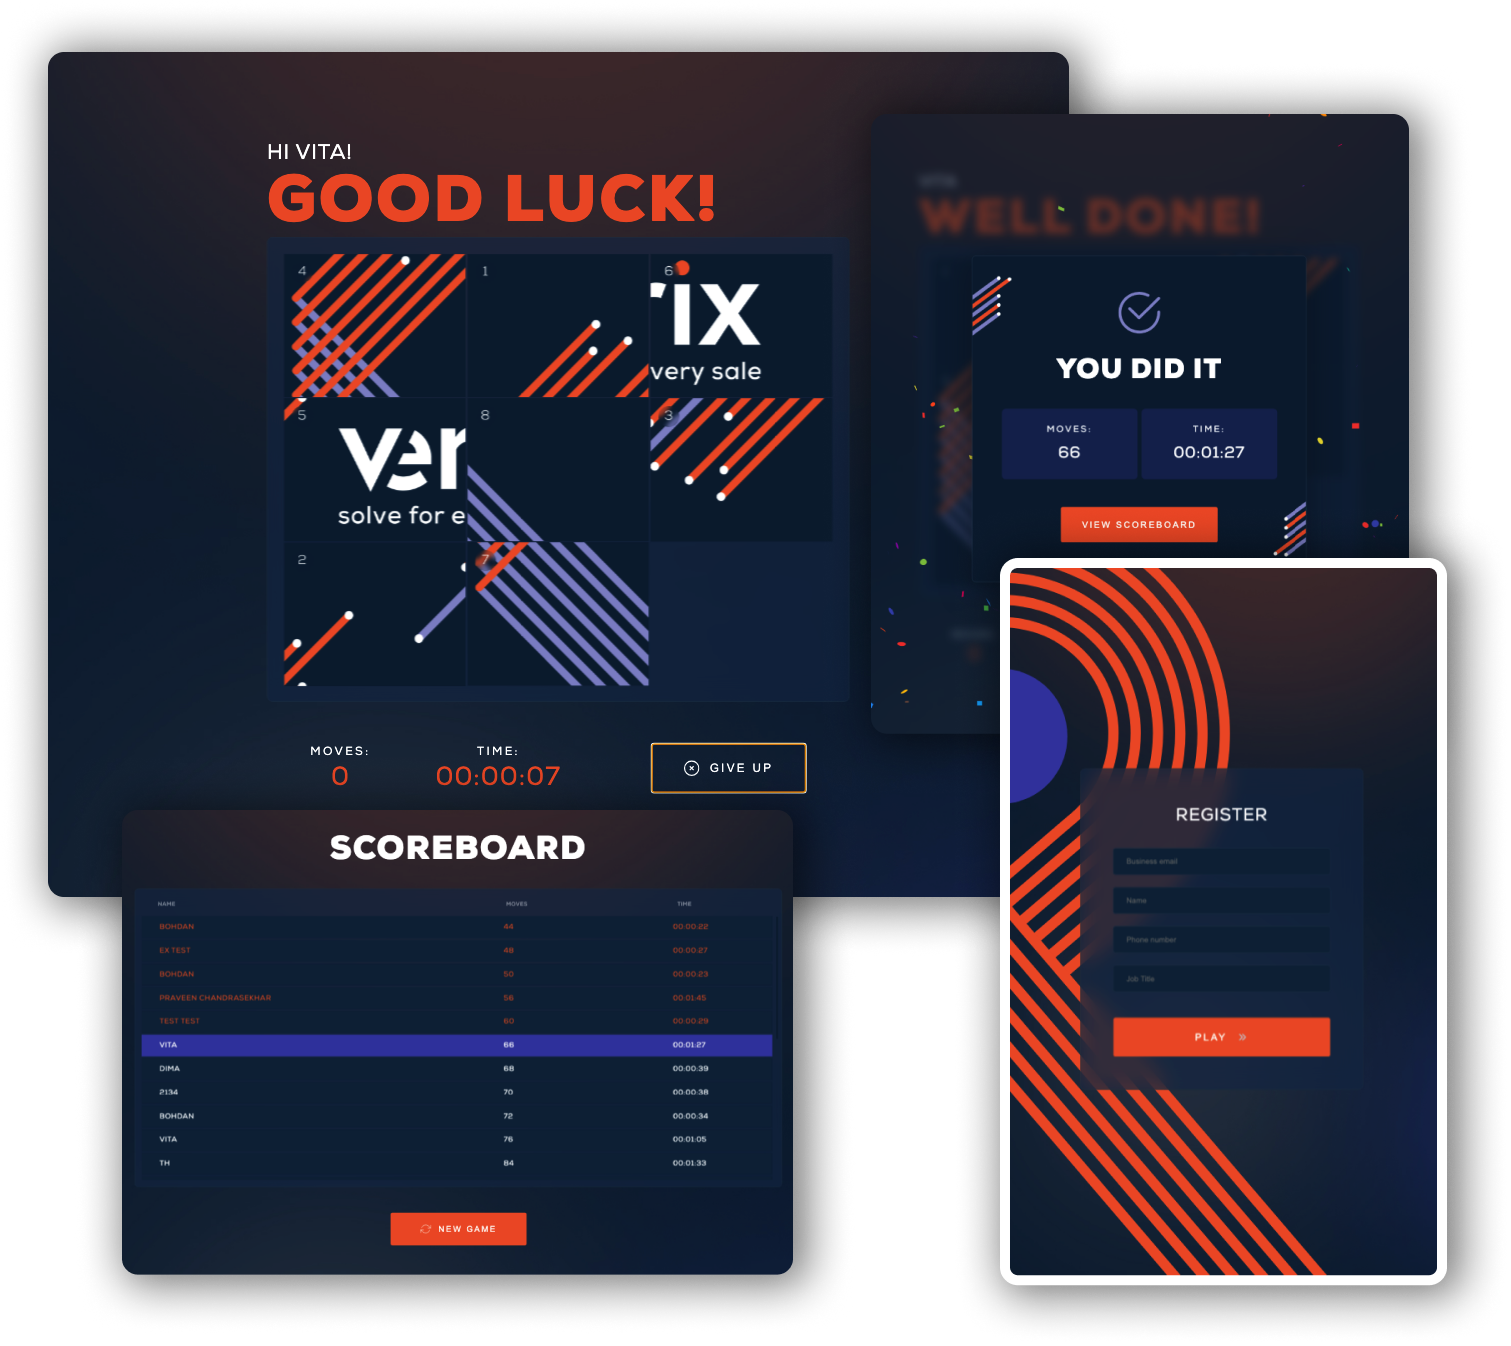 HI VITA!
GOOD LUCK!
4
1
6
rix
very sale
5
8
3
ver
solve for e
2
7
MOVES:
0
TIME:
00:00:07
GIVE UP
VITA
WELL DONE!
YOU DID IT
MOVES:
66
TIME:
00:01:27
VIEW SCOREBOARD
SCOREBOARD
NAME MOVES TIME
BOHDAN 44 00:00:22
EX TEST 48 00:00:27
BOHDAN 50 00:00:23
PRAVEEN CHANDRASEKHAR 56 00:01:45
TEST TEST 60 00:00:29
VITA 66 00:01:27
DIMA 68 00:00:39
2134 70 00:00:38
BOHDAN 72 00:00:34
VITA 76 00:01:05
TH 84 00:01:33
NEW GAME
REGISTER
Business email
Name
Phone number
Job Title
PLAY